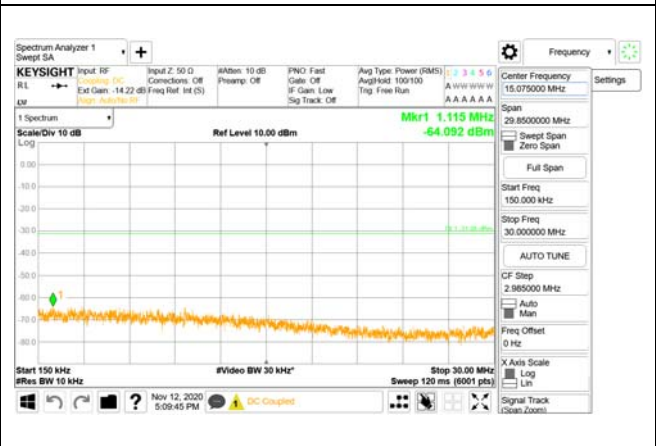 Spectrum Analyzer 1
Swept SA
Frequency
KEYSIGHT
Input: RF
Coupling: DC
Ext Gain: -14.22 dB
Align: Auto/No RF
RL
Input Z: 50 Ω
Corrections: Off
Freq Ref: Int (S)
#Atten: 10 dB
Preamp: Off
PNO: Fast
Gate: Off
IF Gain: Low
Sig Track: Off
Avg Type: Power (RMS)
Avg|Hold: 100/100
Trig: Free Run
1 2 3 4 5 6
A W W W W W
A A A A A A
Settings
Center Frequency
15.075000 MHz
Span
29.8500000 MHz
Swept Span
Zero Span
Full Span
Start Freq
150.000 kHz
Stop Freq
30.000000 MHz
AUTO TUNE
CF Step
2.985000 MHz
Auto
Man
Freq Offset
0 Hz
X Axis Scale
Log
Lin
Signal Track
(Span Zoom)
1 Spectrum
Scale/Div 10 dB
Log
Ref Level 10.00 dBm
Mkr1 1.115 MHz
-64.092 dBm
0.00
-10.0
-20.0
-30.0
-40.0
-50.0
-60.0
-70.0
-80.0
1
Start 150 kHz
#Res BW 10 kHz
#Video BW 30 kHz*
Stop 30.00 MHz
Sweep 120 ms (6001 pts)
Nov 12, 2020
5:09:45 PM
DC Coupled